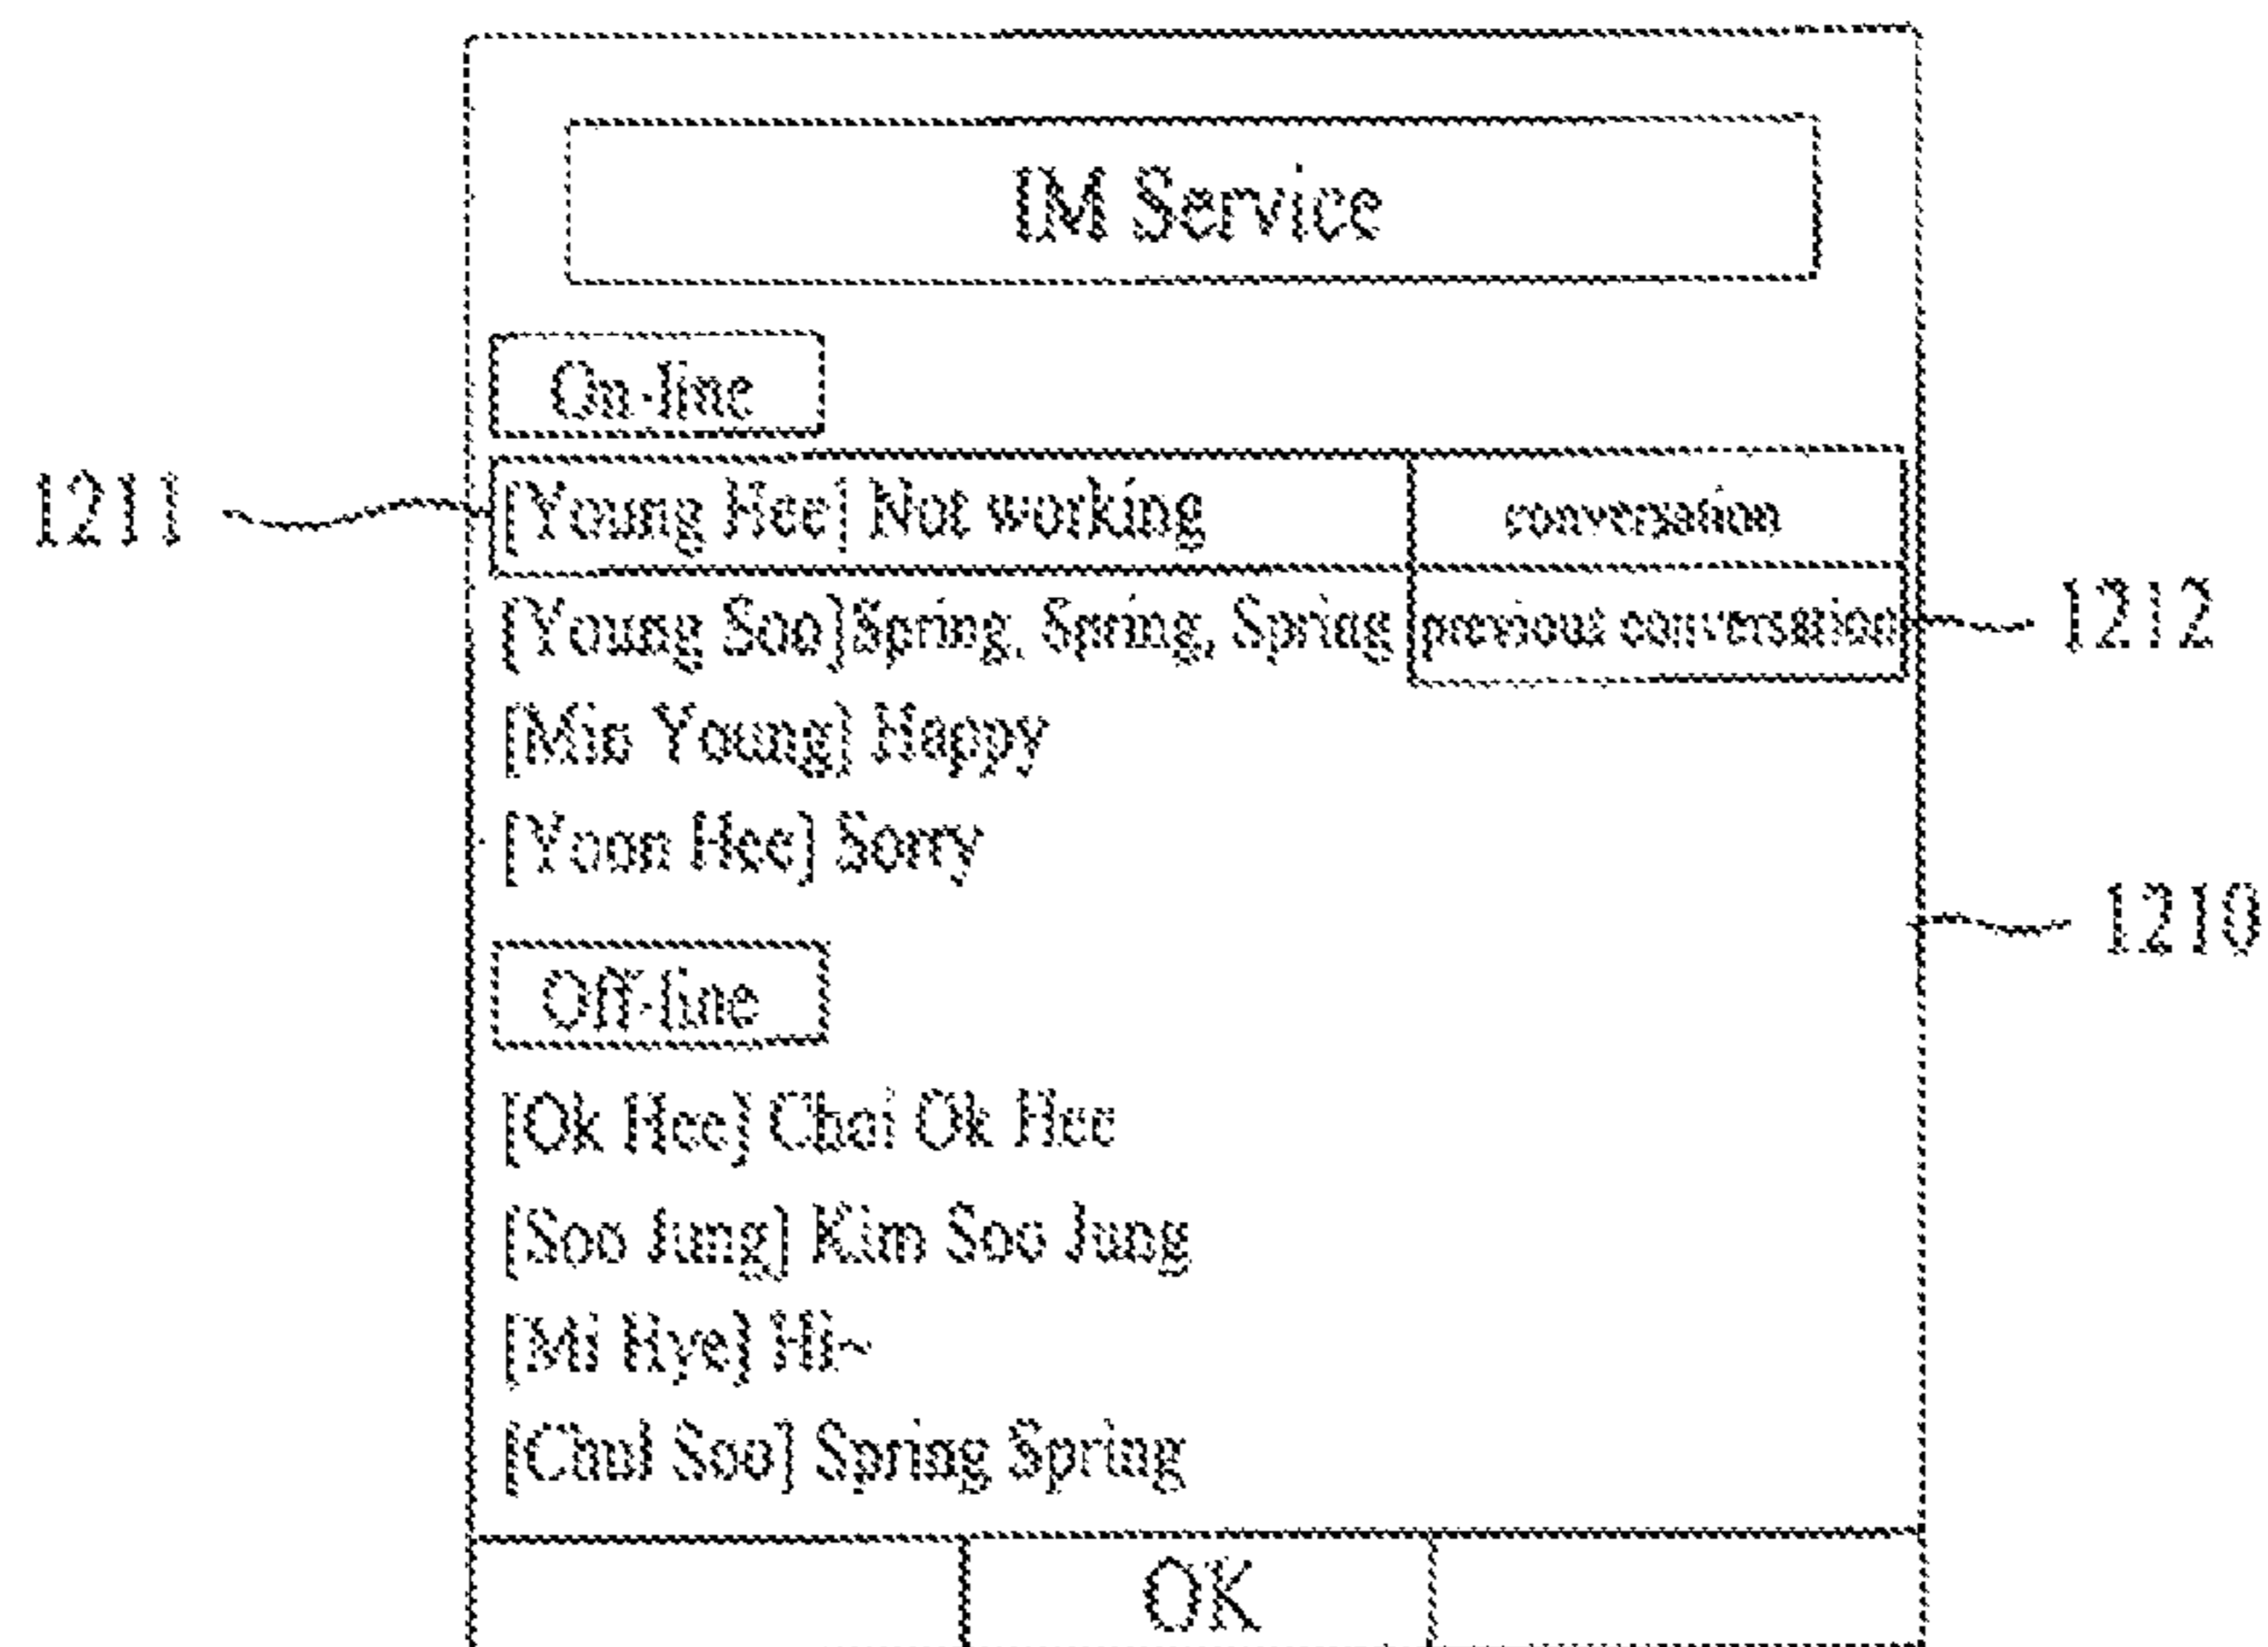 IM Service
On-line
1211
[Young Hee] Not working
conversation
[Young Soo]Spring, Spring, Spring
previous conversation
1212
[Min Young] Happy
[Yoon Hee] Sorry
1210
Off-line
[Ok Hee] Choi Ok Hee
[Soo Jung] Kim Soo Jung
[Mi Hye] Hi~
[Chul Soo] Spring Spring
OK